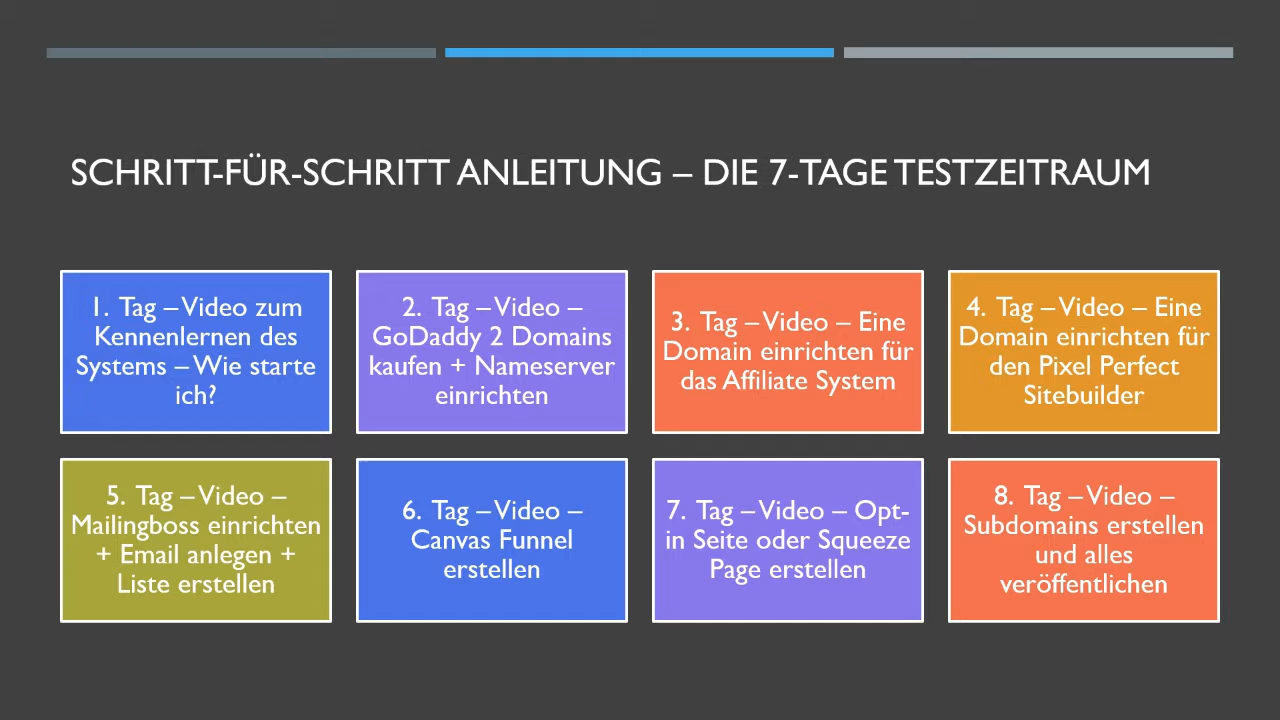 SCHRITT-FÜR-SCHRITT ANLEITUNG – DIE 7-TAGE TESTZEITRAUM
1. Tag – Video zum
Kennenlernen des
Systems – Wie starte
ich?
2. Tag – Video –
GoDaddy 2 Domains
kaufen + Nameserver
einrichten
3. Tag – Video – Eine
Domain einrichten für
das Affiliate System
4. Tag – Video – Eine
Domain einrichten für
den Pixel Perfect
Sitebuilder
5. Tag – Video –
Mailingboss einrichten
+ Email anlegen +
Liste erstellen
6. Tag – Video –
Canvas Funnel
erstellen
7. Tag – Video – Opt-
in Seite oder Squeeze
Page erstellen
8. Tag – Video –
Subdomains erstellen
und alles
veröffentlichen